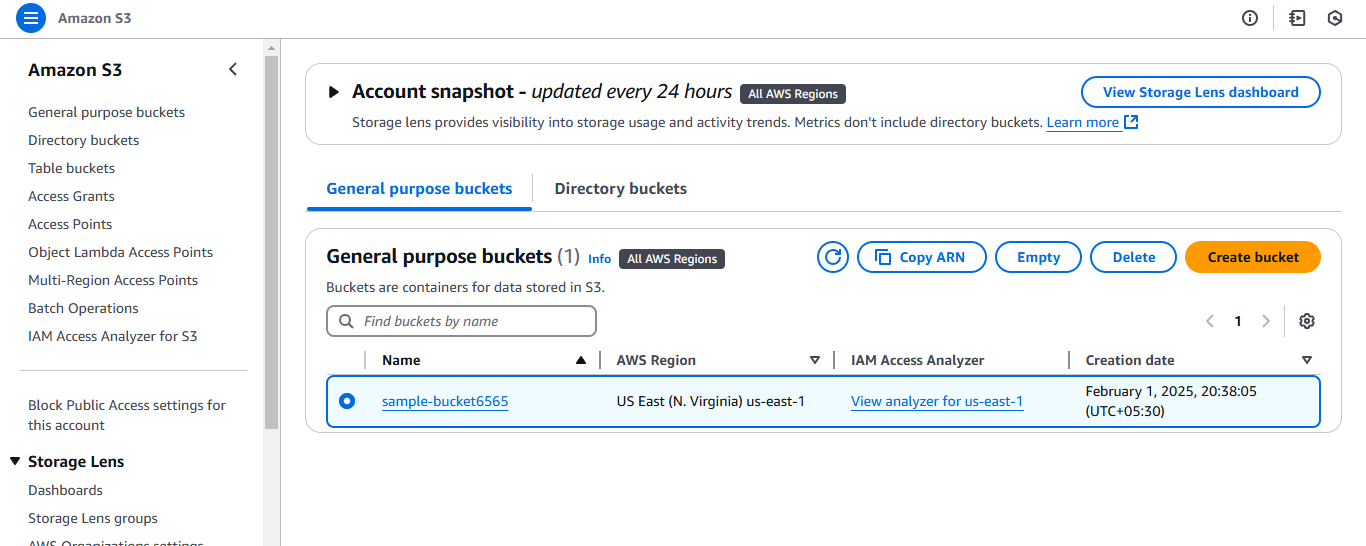 Amazon S3
Amazon S3
General purpose buckets
Directory buckets
Table buckets
Access Grants
Access Points
Object Lambda Access Points
Multi-Region Access Points
Batch Operations
IAM Access Analyzer for S3
Block Public Access settings for
this account
Storage Lens
Dashboards
Storage Lens groups
AWS Organizations settings
Account snapshot - updated every 24 hours All AWS Regions
View Storage Lens dashboard
Storage lens provides visibility into storage usage and activity trends. Metrics don't include directory buckets. Learn more
General purpose buckets Directory buckets
General purpose buckets (1) Info All AWS Regions
Copy ARN Empty Delete Create bucket
Buckets are containers for data stored in S3.
Find buckets by name
1
Name AWS Region IAM Access Analyzer Creation date
sample-bucket6565 US East (N. Virginia) us-east-1 View analyzer for us-east-1 February 1, 2025, 20:38:05
(UTC+05:30)